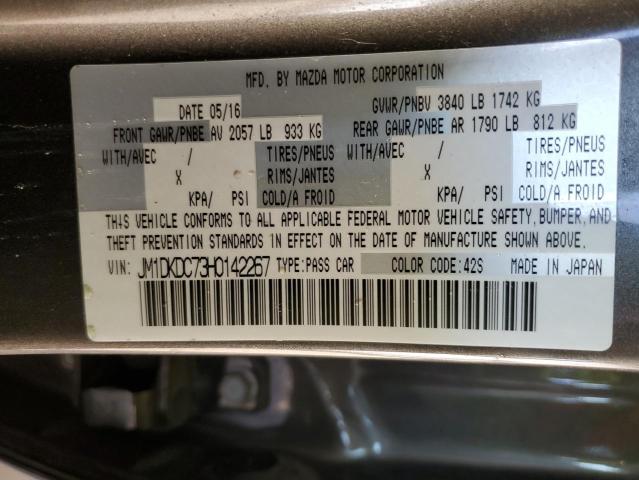 MFD. BY MAZDA MOTOR CORPORATION
DATE 05/16 GVWR/PNBV 3840 LB 1742 KG
FRONT GAWR/PNBE AV 2057 LB 933 KG REAR GAWR/PNBE AR 1790 LB 812 KG
WITH/AVEC / TIRES/PNEUS WITH/AVEC / TIRES/PNEUS
X RIMS/JANTES X RIMS/JANTES
KPA/ PSI COLD/A FROID KPA/ PSI COLD/A FROID
THIS VEHICLE CONFORMS TO ALL APPLICABLE FEDERAL MOTOR VEHICLE SAFETY, BUMPER, AND
THEFT PREVENTION STANDARDS IN EFFECT ON THE DATE OF MANUFACTURE SHOWN ABOVE.
VIN: JM1DKDC73H0142267 TYPE:PASS CAR COLOR CODE:42S MADE IN JAPAN